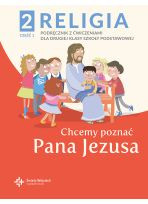 2 RELIGIA
CZĘŚĆ 1
PODRĘCZNIK Z ĆWICZENIAMI
DLA DRUGIEJ KLASY SZKOŁY PODSTAWOWEJ
Chcemy poznać
Pana Jezusa
Święty Wojciech